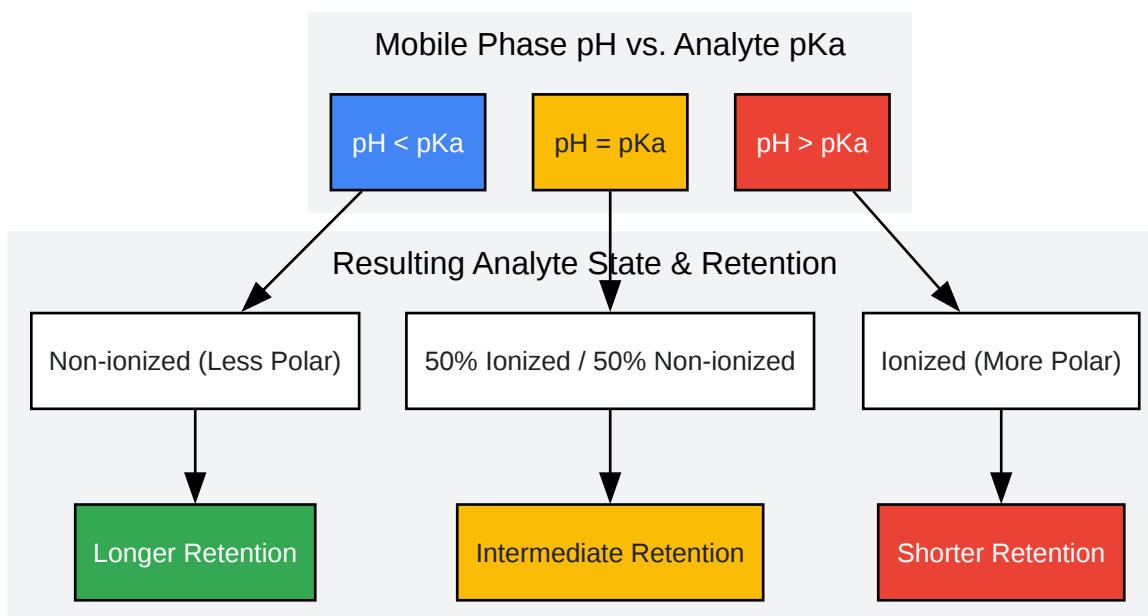 Mobile Phase pH vs. Analyte pKa
pH < pKa
pH = pKa
pH > pKa
Resulting Analyte State & Retention
Non-ionized (Less Polar)
50% Ionized / 50% Non-ionized
Ionized (More Polar)
Longer Retention
Intermediate Retention
Shorter Retention